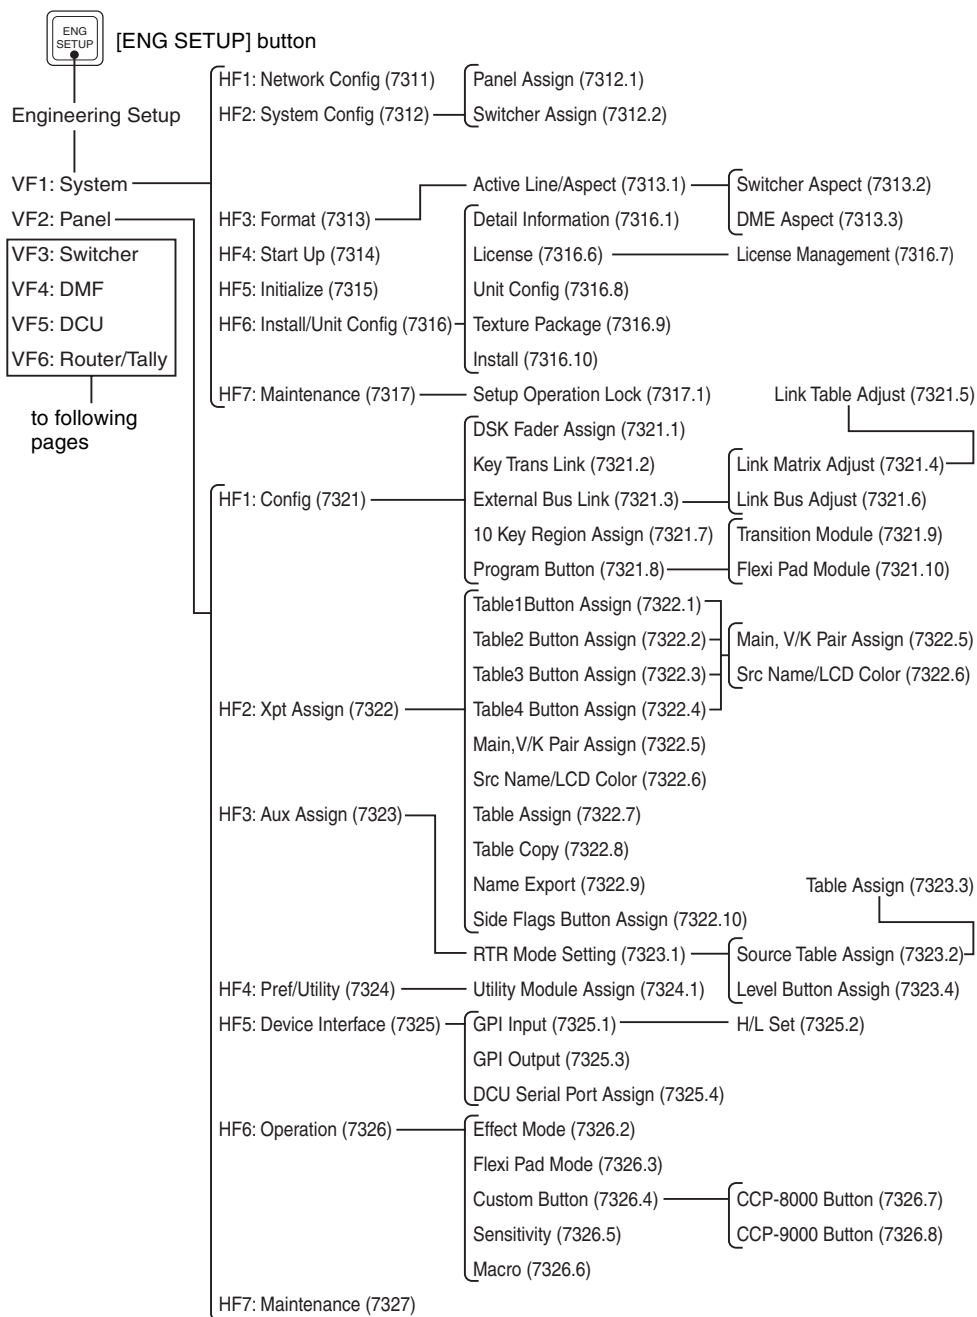 ENG
SETUP
[ENG SETUP] button
Engineering Setup
VF1: System
VF2: Panel
VF3: Switcher
VF4: DMF
VF5: DCU
VF6: Router/Tally
to following
pages
HF1: Network Config (7311)
HF2: System Config (7312)
Panel Assign (7312.1)
Switcher Assign (7312.2)
HF3: Format (7313)
Active Line/Aspect (7313.1)
Switcher Aspect (7313.2)
DME Aspect (7313.3)
HF4: Start Up (7314)
HF5: Initialize (7315)
HF6: Install/Unit Config (7316)
Detail Information (7316.1)
License (7316.6)
License Management (7316.7)
Unit Config (7316.8)
Texture Package (7316.9)
Install (7316.10)
HF7: Maintenance (7317)
Setup Operation Lock (7317.1)
HF1: Config (7321)
DSK Fader Assign (7321.1)
Key Trans Link (7321.2)
External Bus Link (7321.3)
Link Matrix Adjust (7321.4)
Link Table Adjust (7321.5)
Link Bus Adjust (7321.6)
10 Key Region Assign (7321.7)
Program Button (7321.8)
Transition Module (7321.9)
Flexi Pad Module (7321.10)
HF2: Xpt Assign (7322)
Table1Button Assign (7322.1)
Table2 Button Assign (7322.2)
Table3 Button Assign (7322.3)
Table4 Button Assign (7322.4)
Main, V/K Pair Assign (7322.5)
Src Name/LCD Color (7322.6)
Main,V/K Pair Assign (7322.5)
Src Name/LCD Color (7322.6)
Table Assign (7322.7)
Table Copy (7322.8)
Name Export (7322.9)
Side Flags Button Assign (7322.10)
HF3: Aux Assign (7323)
RTR Mode Setting (7323.1)
Source Table Assign (7323.2)
Table Assign (7323.3)
Level Button Assigh (7323.4)
HF4: Pref/Utility (7324)
Utility Module Assign (7324.1)
HF5: Device Interface (7325)
GPI Input (7325.1)
H/L Set (7325.2)
GPI Output (7325.3)
DCU Serial Port Assign (7325.4)
HF6: Operation (7326)
Effect Mode (7326.2)
Flexi Pad Mode (7326.3)
Custom Button (7326.4)
CCP-8000 Button (7326.7)
CCP-9000 Button (7326.8)
Sensitivity (7326.5)
Macro (7326.6)
HF7: Maintenance (7327)